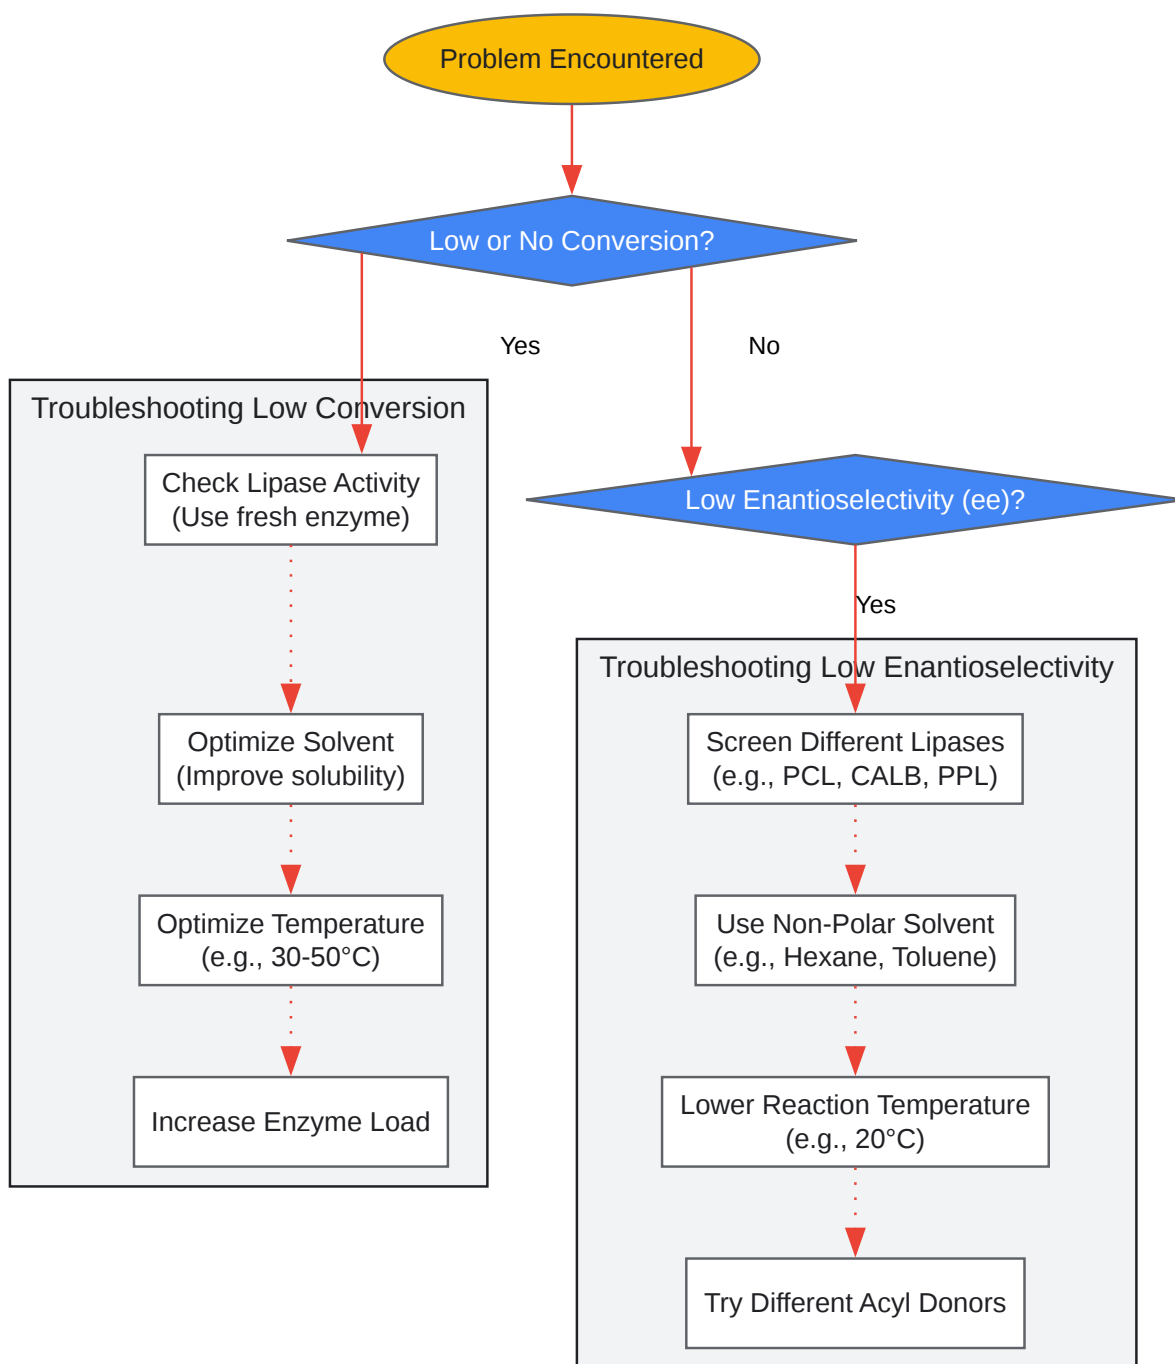 Problem Encountered
Low or No Conversion?
Yes
No
Troubleshooting Low Conversion
Check Lipase Activity
(Use fresh enzyme)
Optimize Solvent
(Improve solubility)
Optimize Temperature
(e.g., 30-50°C)
Increase Enzyme Load
Low Enantioselectivity (ee)?
Yes
Troubleshooting Low Enantioselectivity
Screen Different Lipases
(e.g., PCL, CALB, PPL)
Use Non-Polar Solvent
(e.g., Hexane, Toluene)
Lower Reaction Temperature
(e.g., 20°C)
Try Different Acyl Donors